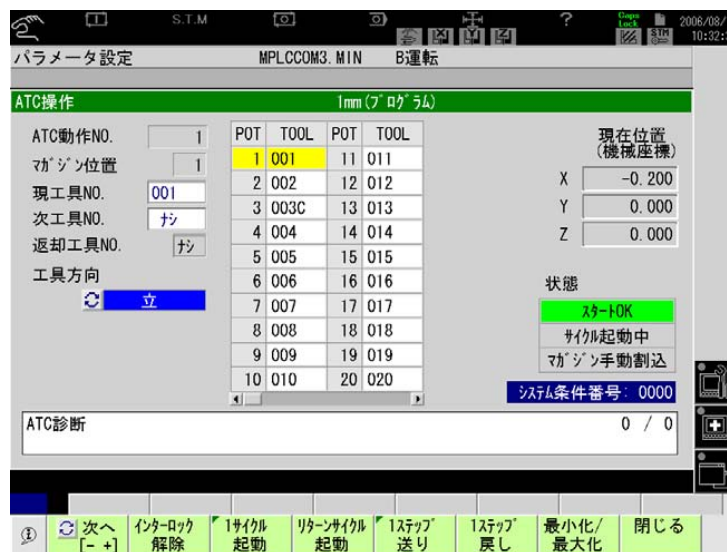 S.T.M
?
Caps Lock
STM
2006/08/
10:32:
パラメータ設定 MPLCCOM3.MIN B運転
ATC操作 1mm(プログラム)
ATC動作NO. 1
マガジン位置 1
現工具NO. 001
次工具NO. ナシ
返却工具NO. ナシ
工具方向
立
POT TOOL POT TOOL
1 001 11 011
2 002 12 012
3 003C 13 013
4 004 14 014
5 005 15 015
6 006 16 016
7 007 17 017
8 008 18 018
9 009 19 019
10 010 20 020
現在位置
(機械座標)
X -0.200
Y 0.000
Z 0.000
状態
スタートOK
サイクル起動中
マガジン手動割込
システム条件番号: 0000
ATC診断 0 / 0
次へ [- +]
インターロック 解除
1サイクル 起動
リターンサイクル 起動
1ステップ 送り
1ステップ 戻し
最小化/ 最大化
閉じる